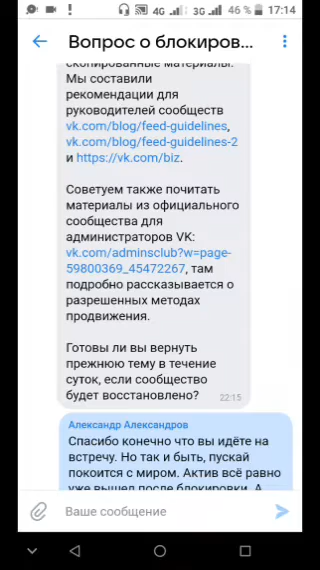 4G 3G 46 % 17:14
Вопрос о блокиров...
скопированные материалы.
Мы составили
рекомендации для
руководителей сообществ
vk.com/blog/feed-guidelines,
vk.com/blog/feed-guidelines-2
и https://vk.com/biz.
Советуем также почитать
материалы из официального
сообщества для
администраторов VK:
vk.com/adminsclub?w=page-
59800369_45472267, там
подробно рассказывается о
разрешенных методах
продвижения.
Готовы ли вы вернуть
прежнюю тему в течение
суток, если сообщество
будет восстановлено?
22:15
Александр Александров
Спасибо конечно что вы идёте на
встречу. Но так и быть, пускай
покоится с миром. Актив всё равно
уже вышел после блокировки. А
Ваше сообщение